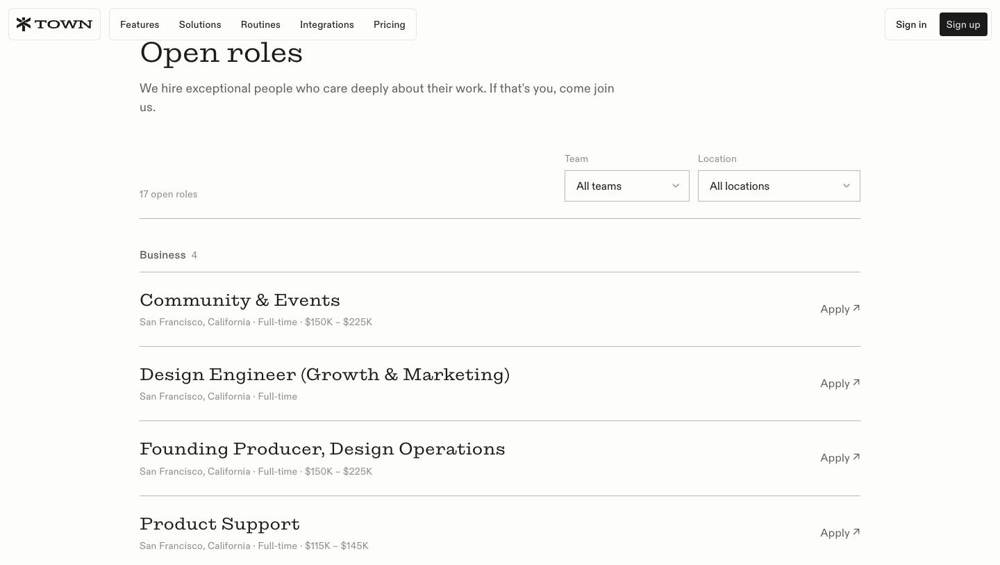 TOWN
Features Solutions Routines Integrations Pricing
Sign in Sign up
Open roles
We hire exceptional people who care deeply about their work. If that's you, come join
us.
Team Location
17 open roles
All teams All locations
Business 4
Community & Events
San Francisco, California · Full-time · $150K – $225K
Apply ↗
Design Engineer (Growth & Marketing)
San Francisco, California · Full-time
Apply ↗
Founding Producer, Design Operations
San Francisco, California · Full-time · $150K – $225K
Apply ↗
Product Support
San Francisco, California · Full-time · $115K – $145K
Apply ↗